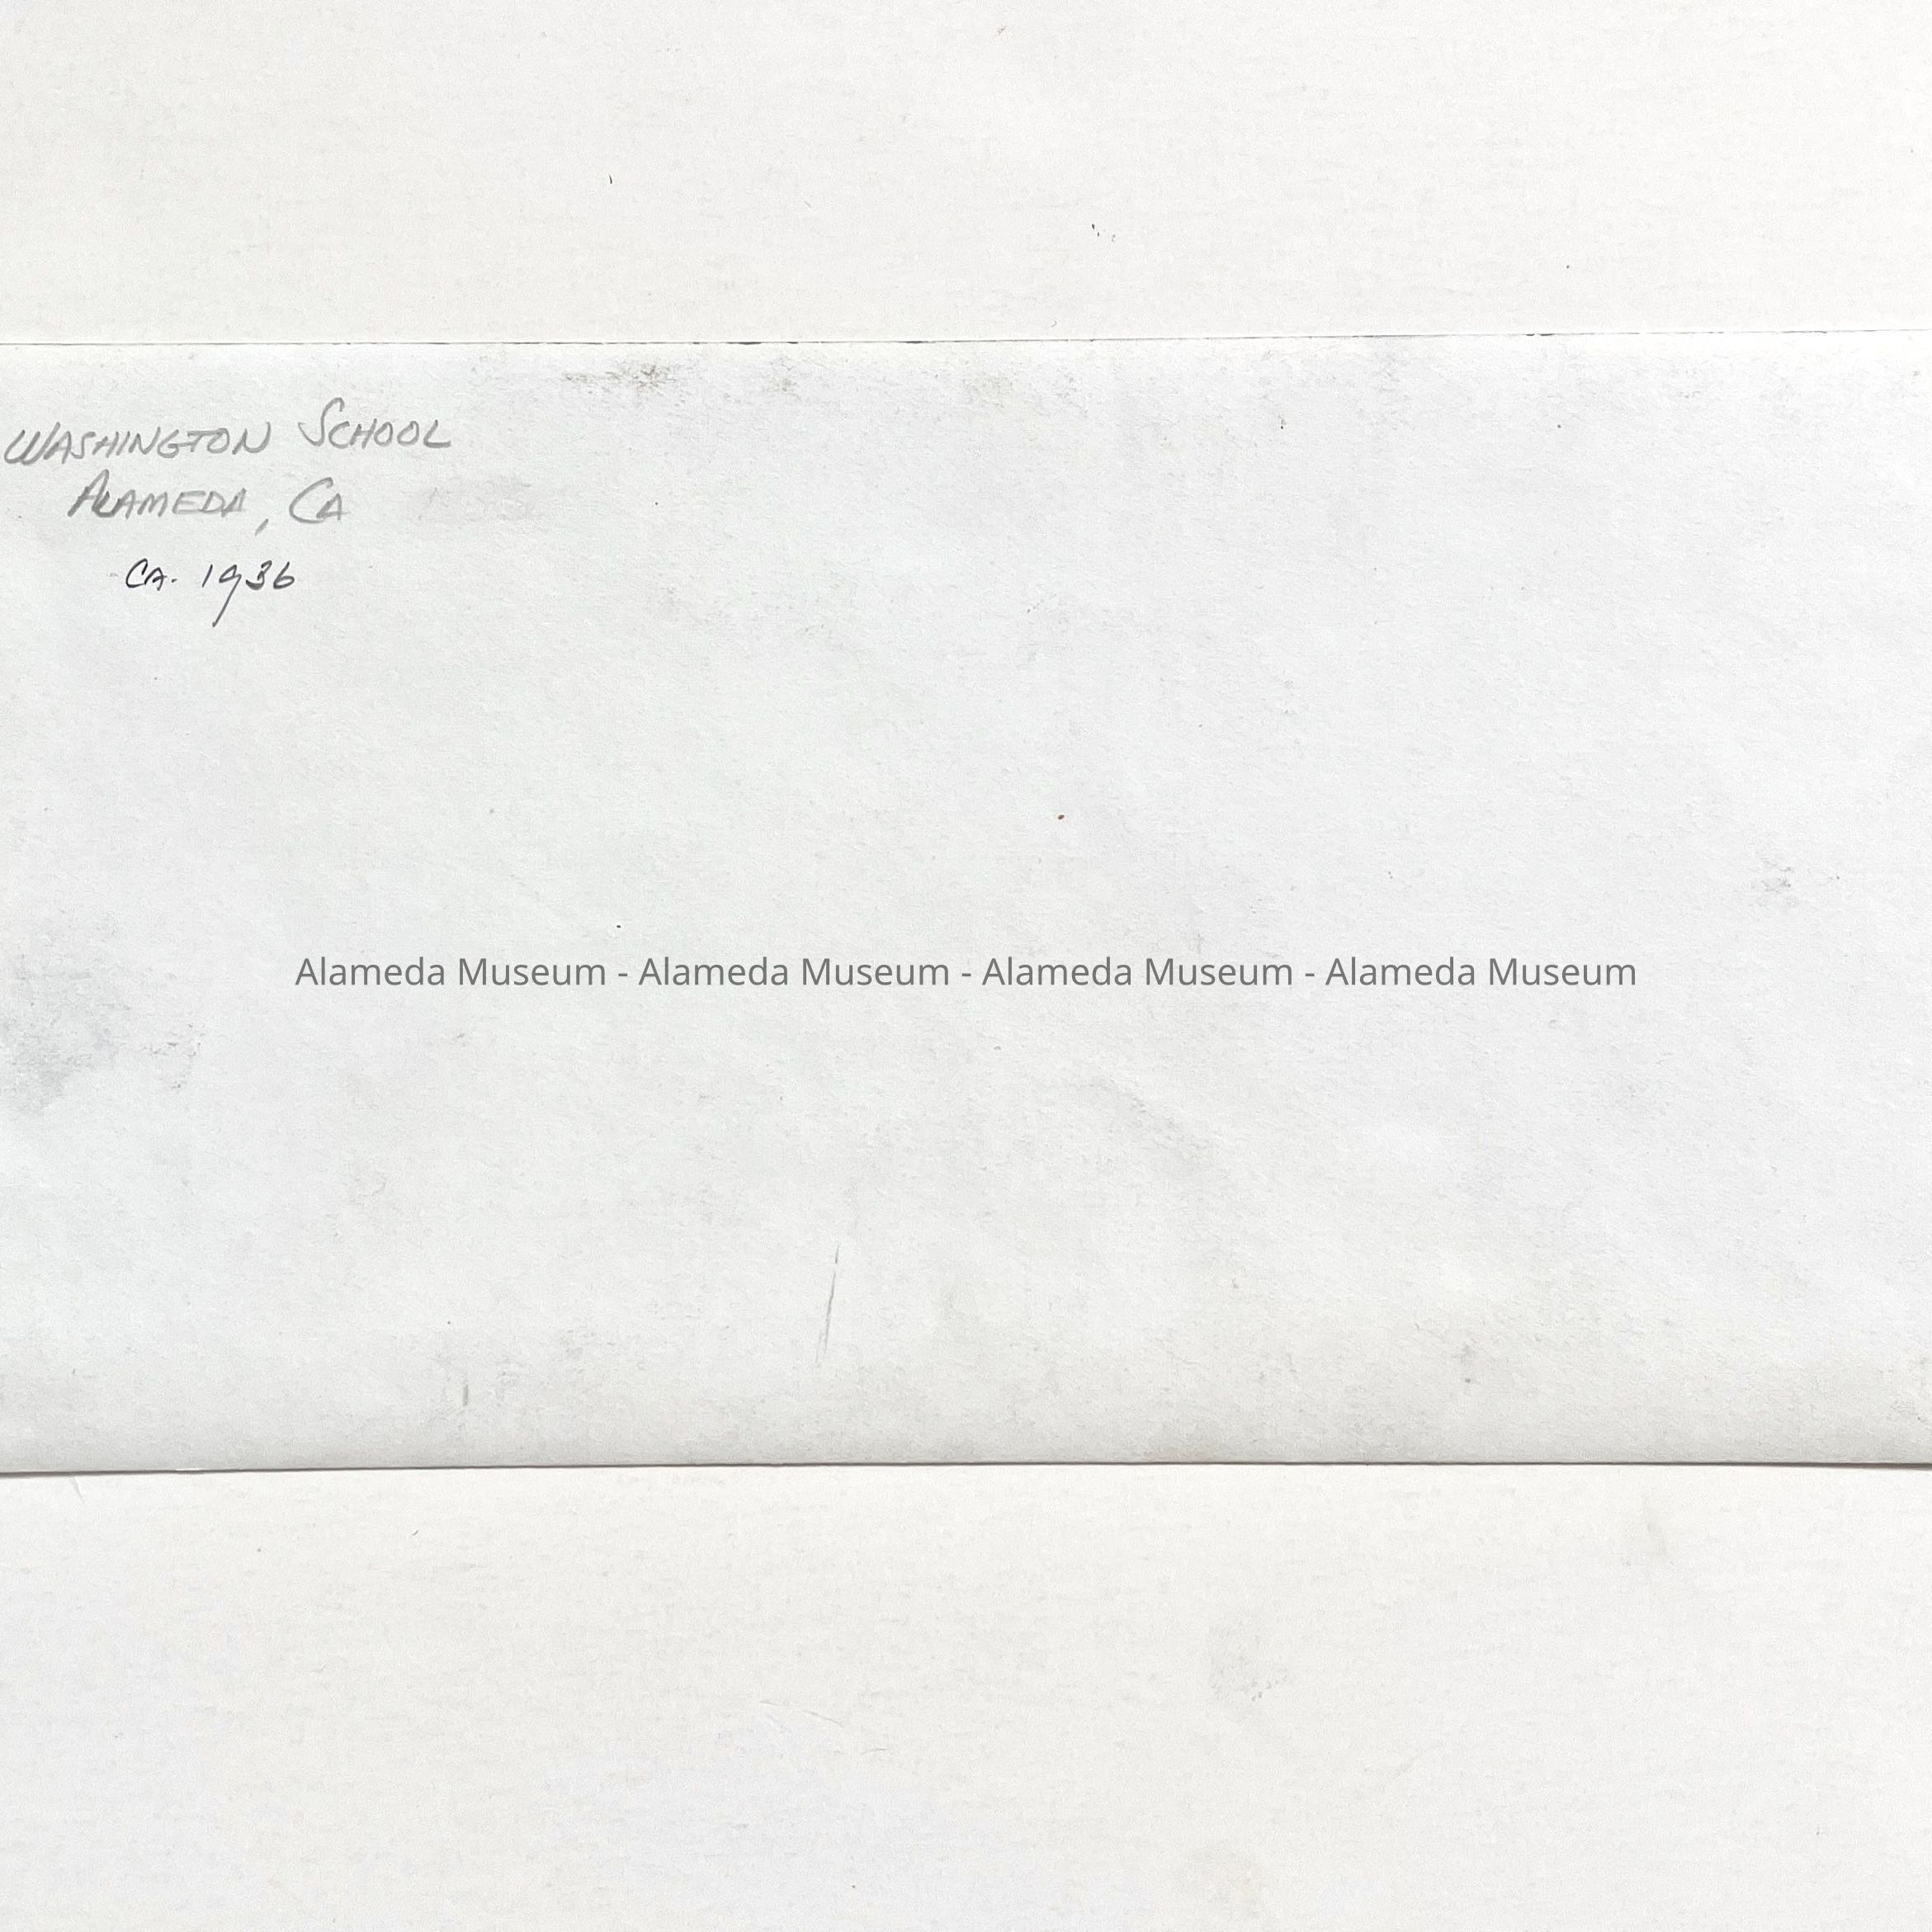 WASHINGTON SCHOOL
ALAMEDA, CA
CA. 1936
Alameda Museum - Alameda Museum - Alameda Museum - Alameda Museum